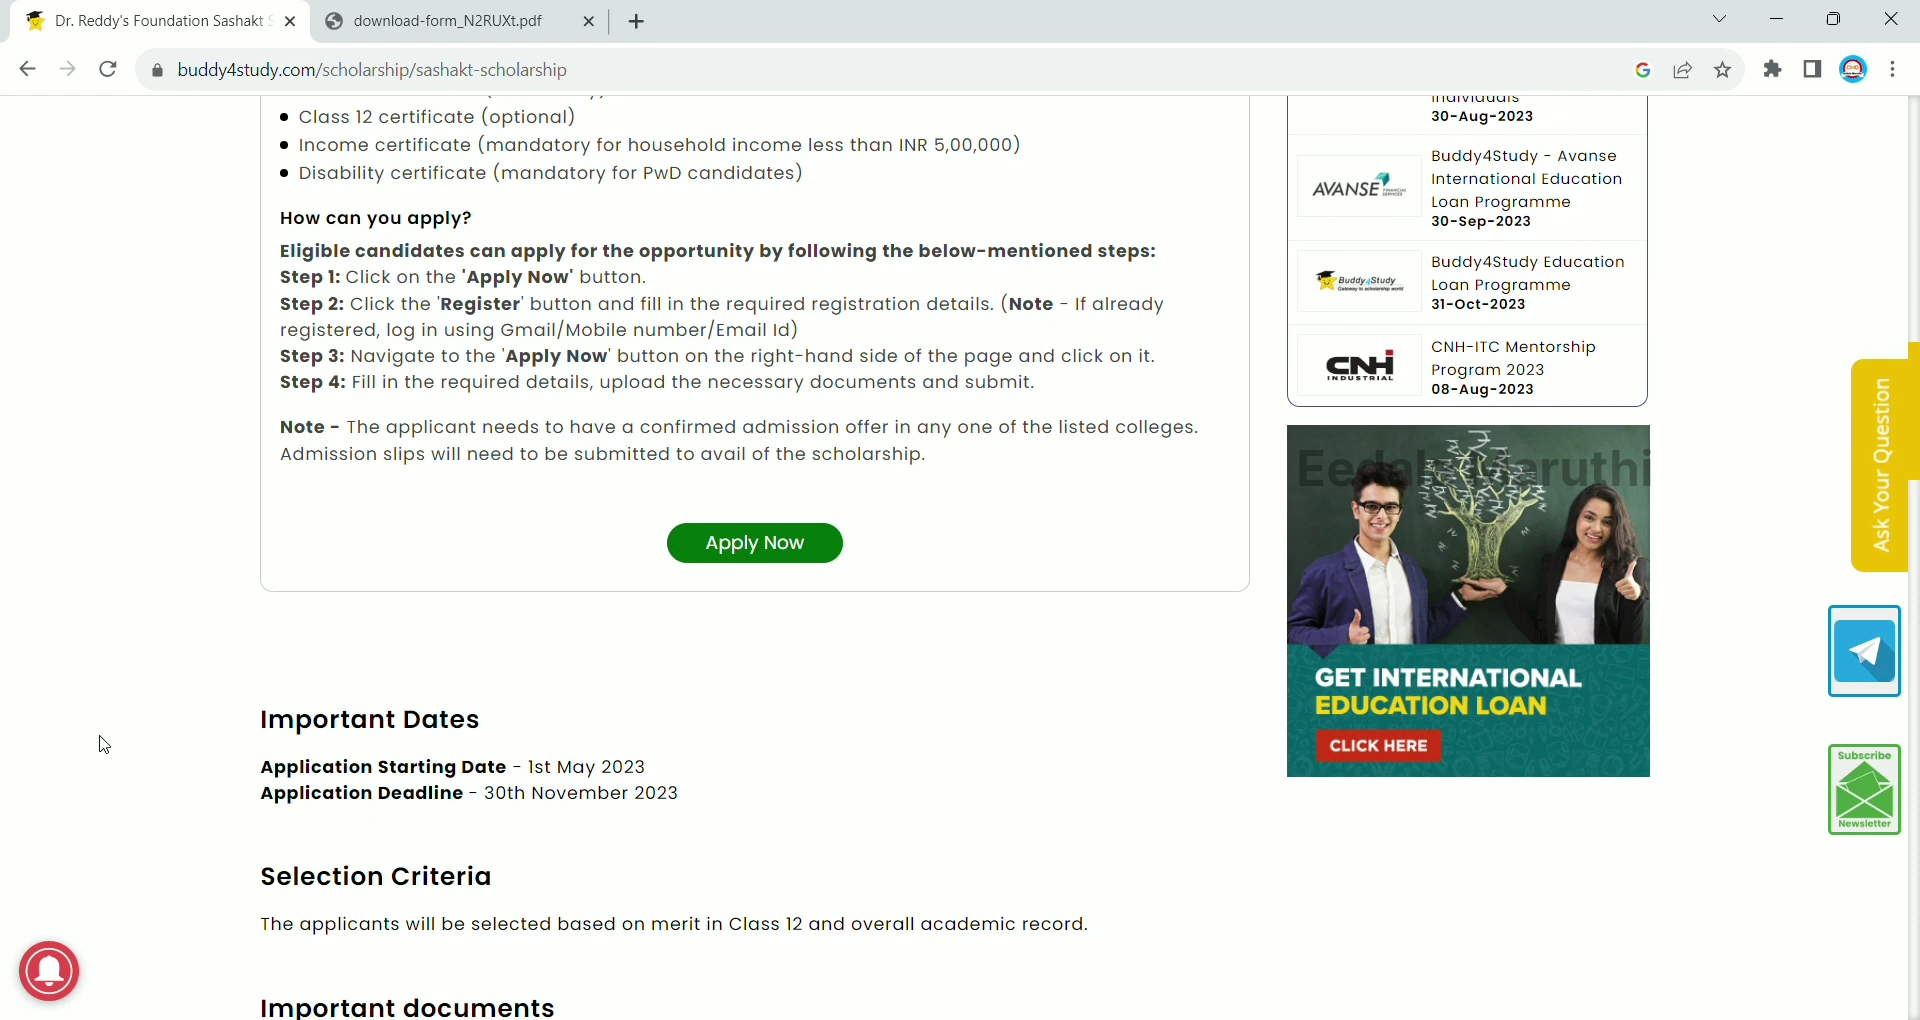 Dr. Reddy's Foundation Sashakt S
download-form_N2RUXt.pdf
buddy4study.com/scholarship/sashakt-scholarship
Class 12 certificate (optional)
Income certificate (mandatory for household income less than INR 5,00,000)
Disability certificate (mandatory for PwD candidates)
How can you apply?
Eligible candidates can apply for the opportunity by following the below-mentioned steps:
Step 1: Click on the 'Apply Now' button.
Step 2: Click the 'Register' button and fill in the required registration details. (Note - If already
registered, log in using Gmail/Mobile number/Email Id)
Step 3: Navigate to the 'Apply Now' button on the right-hand side of the page and click on it.
Step 4: Fill in the required details, upload the necessary documents and submit.
Note - The applicant needs to have a confirmed admission offer in any one of the listed colleges.
Admission slips will need to be submitted to avail of the scholarship.
Apply Now
Important Dates
Application Starting Date - 1st May 2023
Application Deadline - 30th November 2023
Selection Criteria
The applicants will be selected based on merit in Class 12 and overall academic record.
Important documents
Individuals
30-Aug-2023
AVANSE FINANCIAL SERVICES
Buddy4Study - Avanse
International Education
Loan Programme
30-Sep-2023
Buddy4Study
Gateway to scholarship world
Buddy4Study Education
Loan Programme
31-Oct-2023
CNH
INDUSTRIAL
CNH-ITC Mentorship
Program 2023
08-Aug-2023
GET INTERNATIONAL
EDUCATION LOAN
CLICK HERE
Ask Your Question
Subscribe
Newsletter